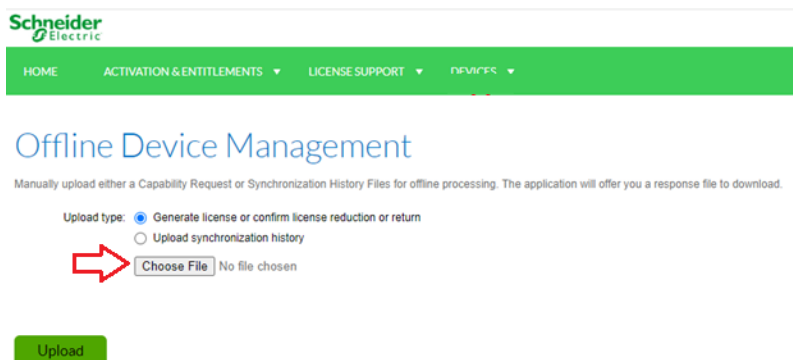 Schneider
Electric
HOME ACTIVATION & ENTITLEMENTS LICENSE SUPPORT DEVICES
Offline Device Management
Manually upload either a Capability Request or Synchronization History Files for offline processing. The application will offer you a response file to download.
Upload type: Generate license or confirm license reduction or return
Upload synchronization history
Choose File No file chosen
Upload